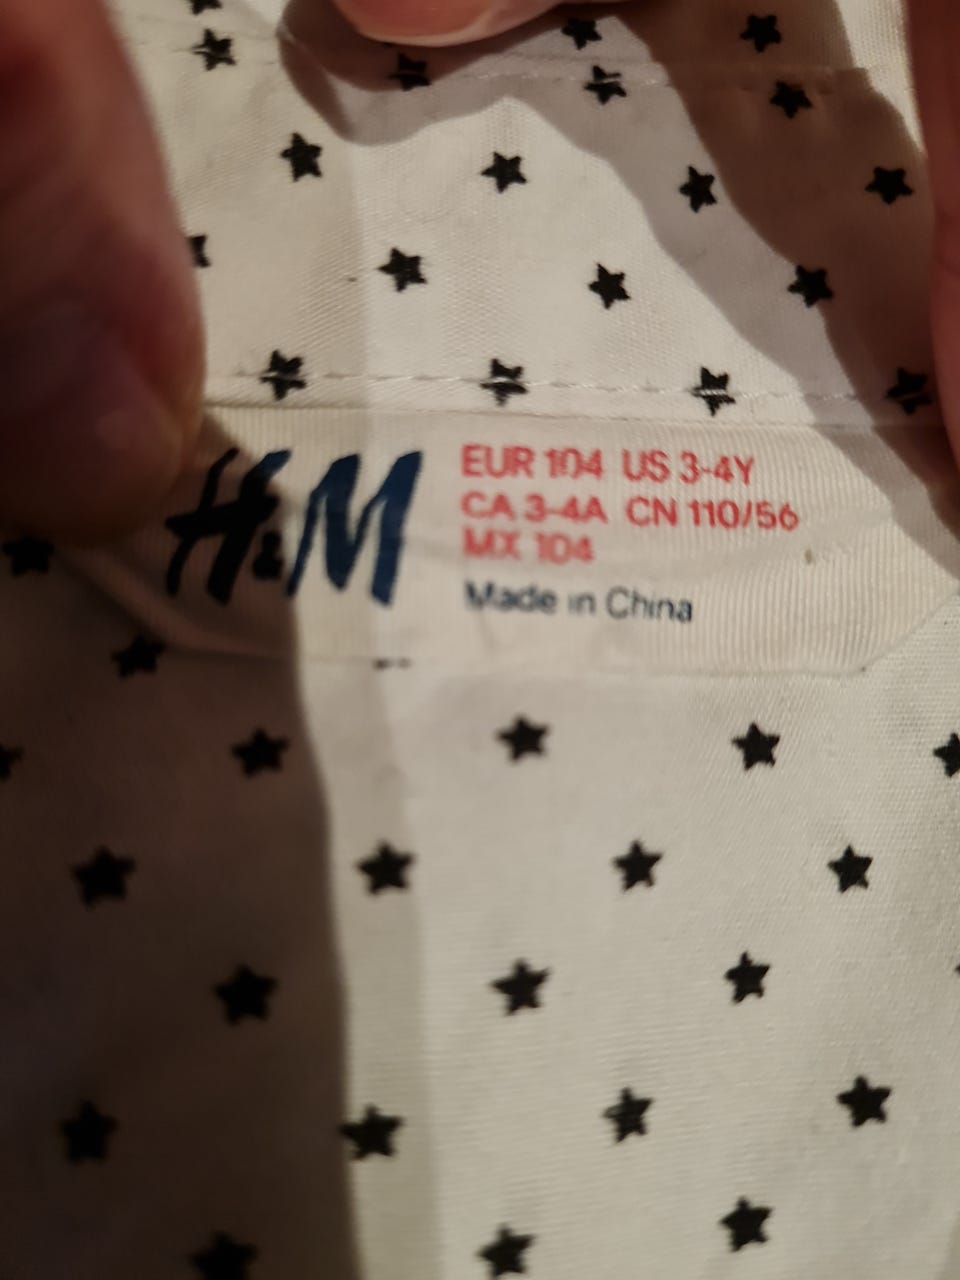 H&M
EUR 104 US 3-4Y
CA 3-4A CN 110/56
MX 104
Made in China